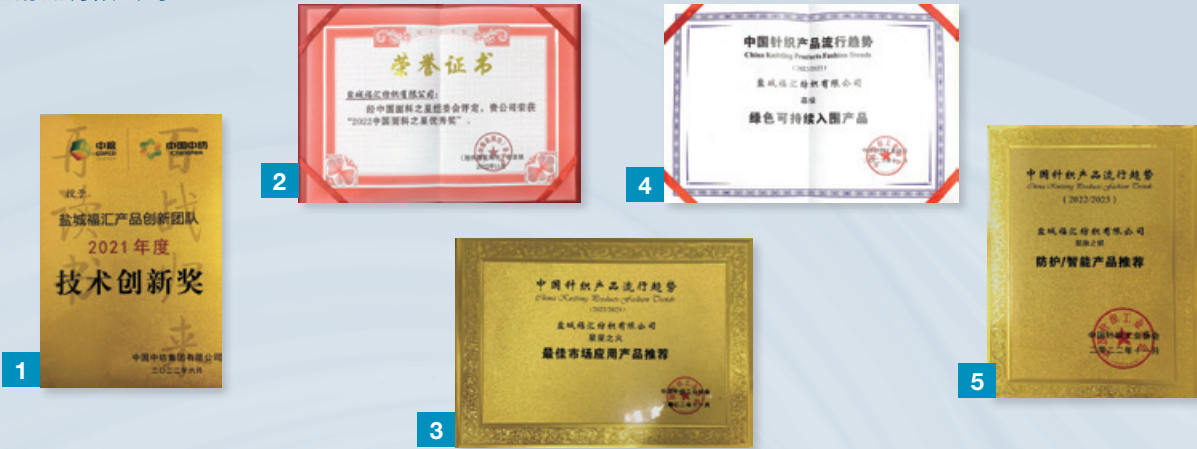 1
中粮
COFCO
中国中纺
CHINATEX
授予
盐城福汇产品创新团队
2021年度
技术创新奖
中国中纺集团有限公司
二〇二二年六月
2
荣誉证书
盐城福汇纺织有限公司:
经中国面料之星组委会评定,贵公司荣获
“2022中国面料之星优秀奖”。
3
中国针织产品流行趋势
China Knitting Products Fashion Trends
(2022/2023)
盐城福汇纺织有限公司
星星之火
最佳市场应用产品推荐
4
中国针织产品流行趋势
China Knitting Products Fashion Trends
(2022/2023)
盐城福汇纺织有限公司
绿色可持续入围产品
5
中国针织产品流行趋势
China Knitting Products Fashion Trends
(2022/2023)
盐城福汇纺织有限公司
防护/智能产品推荐